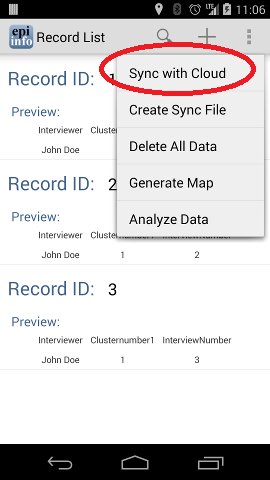 11:06
epi
info
Record List
Record ID: 1
Sync with Cloud
Create Sync File
Delete All Data
Generate Map
Analyze Data
Preview:
Interviewer Cluster
John Doe
Record ID: 2
Preview:
Interviewer Clusternumber1 InterviewNumber
John Doe 1 2
Record ID: 3
Preview:
Interviewer Clusternumber1 InterviewNumber
John Doe 1 3